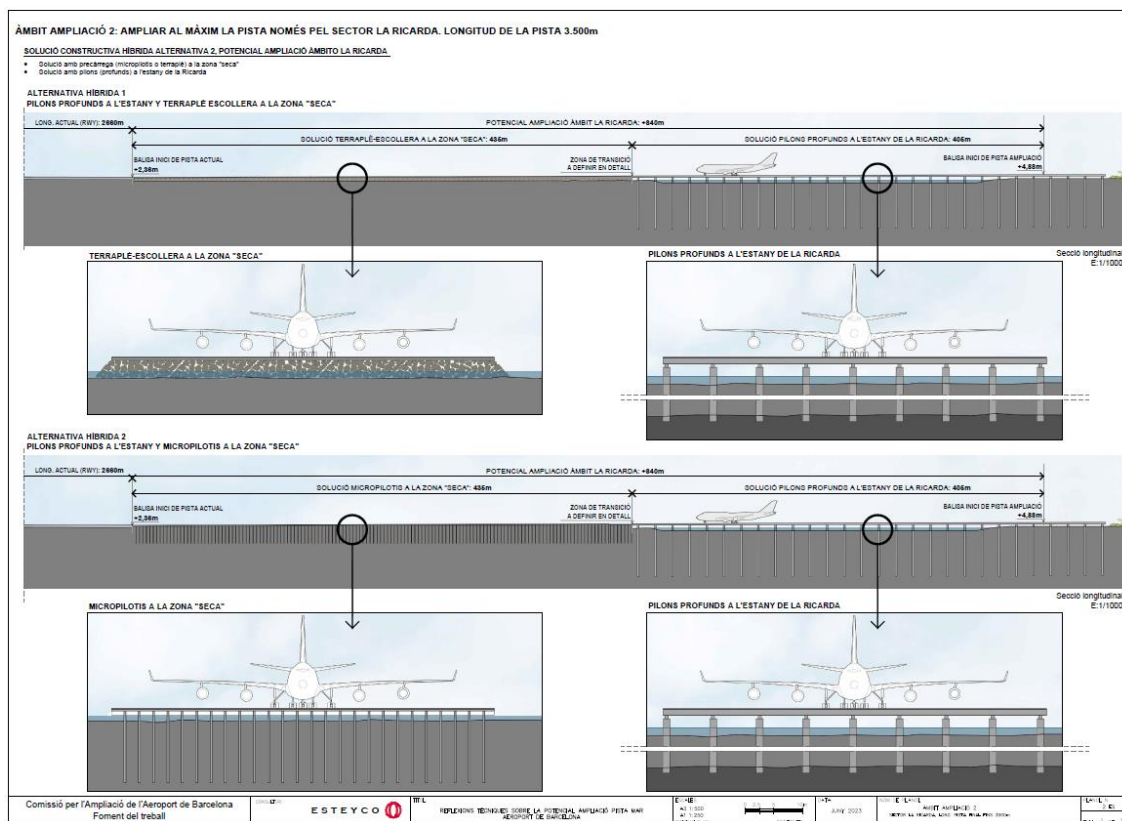 ÀMBIT AMPLIACIÓ 2: AMPLIAR AL MÀXIM LA PISTA NOMÉS PEL SECTOR LA RICARDA. LONGITUD DE LA PISTA 3.500m
SOLUCIÓ CONSTRUCTIVA HÍBRIDA ALTERNATIVA 2, POTENCIAL AMPLIACIÓ ÀMBITO LA RICARDA
• Solució amb precàrrega (micropilots o terraplè) a la zona "seca"
• Solució amb pilons (profunds) a l'estany de la Ricarda
ALTERNATIVA HÍBRIDA 1
PILONS PROFUNDS A L'ESTANY Y TERRAPLÈ ESCOLLERA A LA ZONA "SECA"
LONG. ACTUAL (RWY): 2660m
POTENCIAL AMPLIACIÓ ÀMBIT LA RICARDA: +840m
SOLUCIÓ TERRAPLÈ-ESCOLLERA A LA ZONA "SECA": 435m
SOLUCIÓ PILONS PROFUNDS A L'ESTANY DE LA RICARDA: 405m
BALISA INICI DE PISTA ACTUAL
+2,36m
ZONA DE TRANSICIÓ
A DEFINIR EN DETALL
BALISA INICI DE PISTA AMPLIACIÓ
+4,88m
TERRAPLÈ-ESCOLLERA A LA ZONA "SECA"
PILONS PROFUNDS A L'ESTANY DE LA RICARDA
Secció longitudinal
E:1/1000
ALTERNATIVA HÍBRIDA 2
PILONS PROFUNDS A L'ESTANY Y MICROPILOTIS A LA ZONA "SECA"
LONG. ACTUAL (RWY): 2660m
POTENCIAL AMPLIACIÓ ÀMBIT LA RICARDA: +840m
SOLUCIÓ MICROPILOTIS A LA ZONA "SECA": 435m
SOLUCIÓ PILONS PROFUNDS A L'ESTANY DE LA RICARDA: 405m
BALISA INICI DE PISTA ACTUAL
+2,36m
ZONA DE TRANSICIÓ
A DEFINIR EN DETALL
BALISA INICI DE PISTA AMPLIACIÓ
+4,88m
MICROPILOTIS A LA ZONA "SECA"
PILONS PROFUNDS A L'ESTANY DE LA RICARDA
Secció longitudinal
E:1/1000
Comissió per l'Ampliació de l'Aeroport de Barcelona
Foment del treball
ESTEYCO
REFLEXIONS TÈCNIQUES SOBRE LA POTENCIAL AMPLIACIÓ PISTA MAR
AEROPORT DE BARCELONA
A1 1:500
DATA
JUNY 2023
ÀMBIT AMPLIACIÓ 2